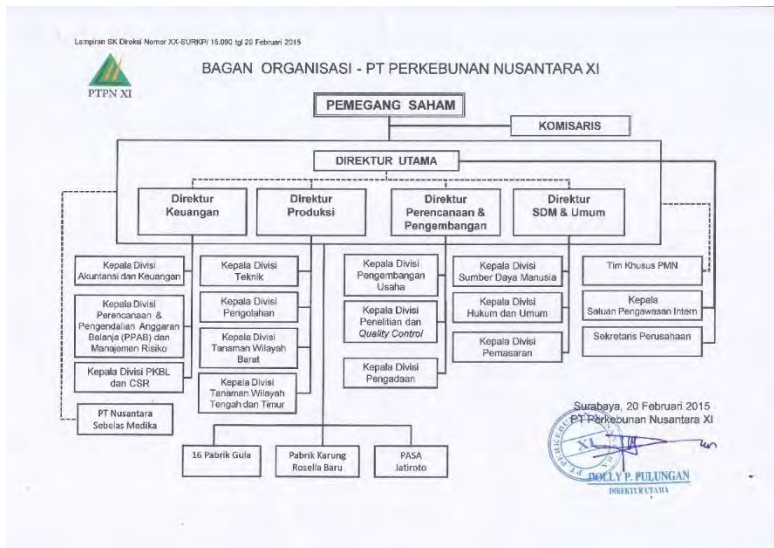 Lampiran SK Direksi Nomor XX-SURKP/ 15.090 tgl 20 Februari 2015
PTPN XI
BAGAN ORGANISASI - PT PERKEBUNAN NUSANTARA XI
PEMEGANG SAHAM
KOMISARIS
DIREKTUR UTAMA
Direktur
Keuangan
Direktur
Produksi
Direktur
Perencanaan &
Pengembangan
Direktur
SDM & Umum
Kepala Divisi
Akuntansi dan Keuangan
Kepala Divisi
Perencanaan &
Pengendalian Anggaran
Belanja (PPAB) dan
Manajemen Risiko
Kepala Divisi PKBL
dan CSR
PT Nusantara
Sebelas Medika
Kepala Divisi
Teknik
Kepala Divisi
Pengolahan
Kepala Divisi
Tanaman Wilayah
Barat
Kepala Divisi
Tanaman Wilayah
Tengah dan Timur
Kepala Divisi
Pengembangan
Usaha
Kepala Divisi
Penelitian dan
Quality Control
Kepala Divisi
Pengadaan
Kepala Divisi
Sumber Daya Manusia
Kepala Divisi
Hukum dan Umum
Kepala Divisi
Pemasaran
Tim Khusus PMN
Kepala
Satuan Pengawasan Intern
Sekretaris Perusahaan
16 Pabrik Gula
Pabrik Karung
Rosella Baru
PASA
Jatiroto
Surabaya, 20 Februari 2015
PT Perkebunan Nusantara XI
XI
DOLLY P. PULUNGAN
DIREKTUR UTAMA